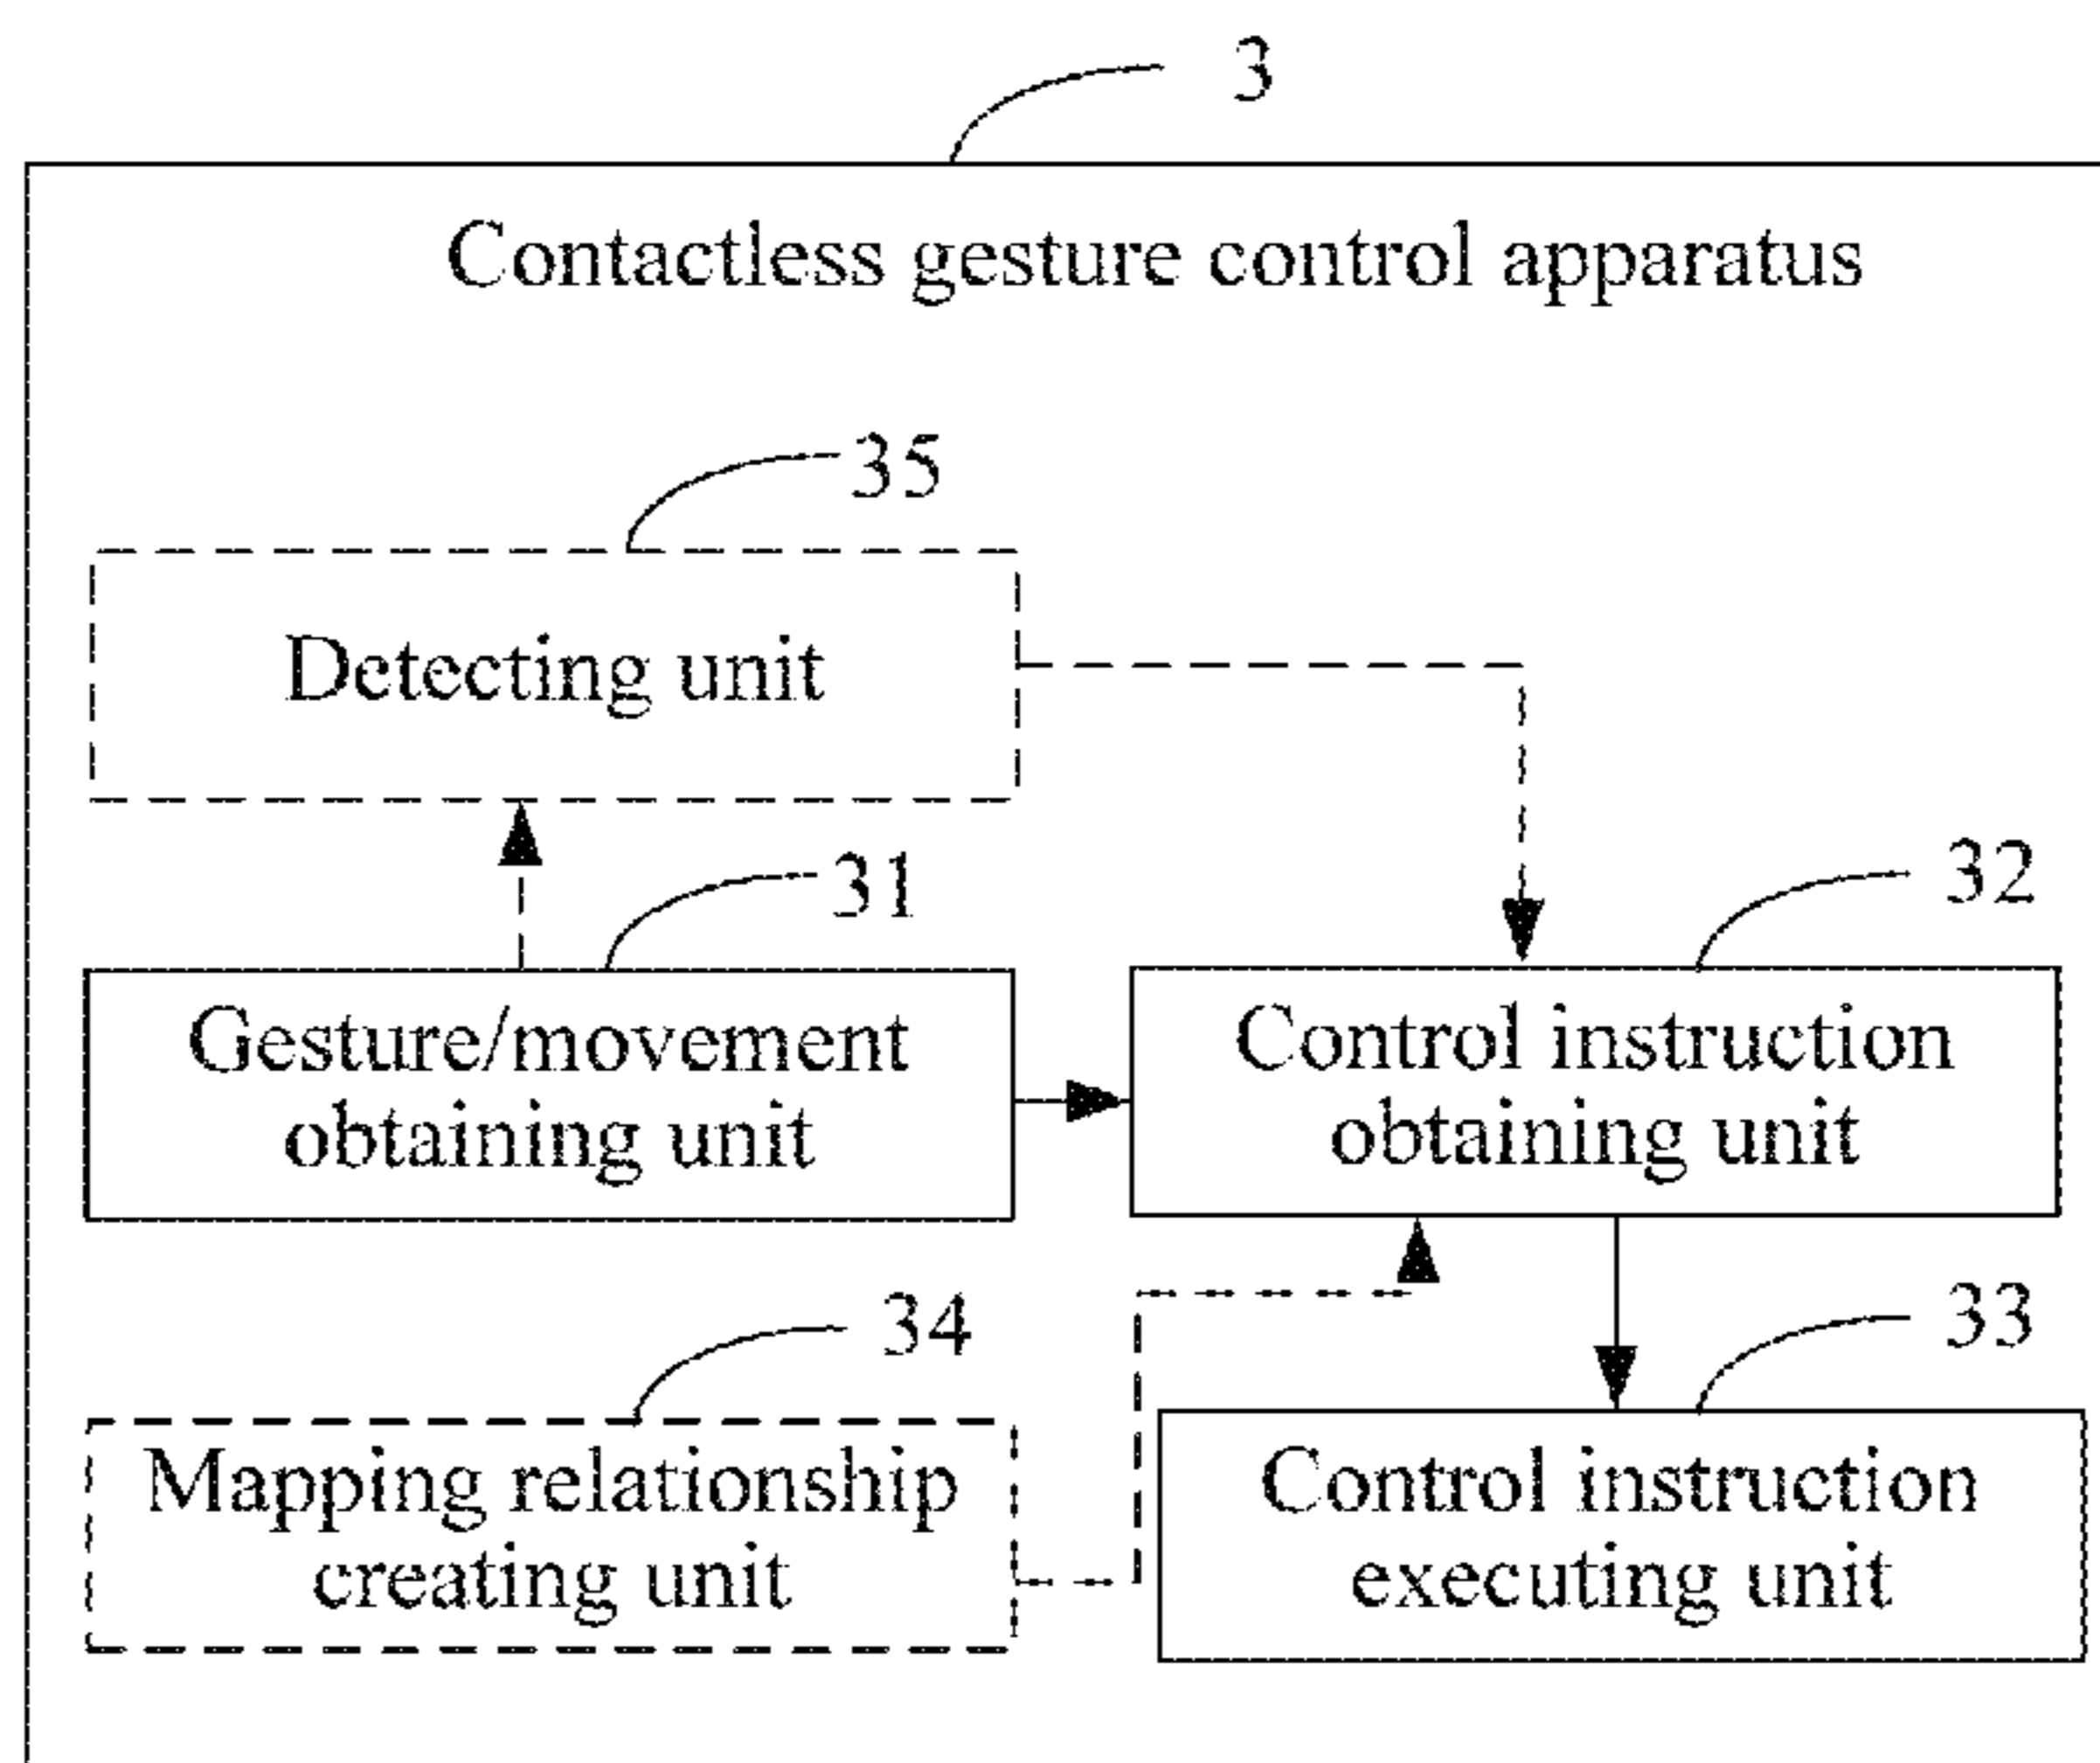 3
Contactless gesture control apparatus
35
Detecting unit
31
32
Gesture/movement
obtaining unit
Control instruction
obtaining unit
34
33
Mapping relationship
creating unit
Control instruction
executing unit